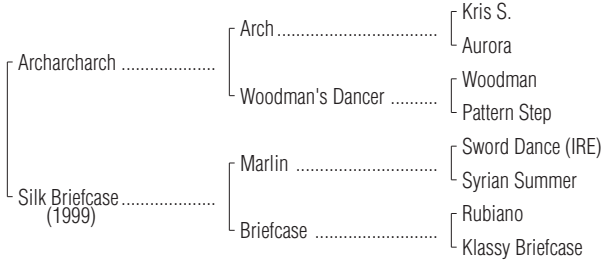 Kris S.
Arch
Aurora
Archarcharch
Woodman
Woodman's Dancer
Pattern Step
Sword Dance (IRE)
Marlin
Syrian Summer
Silk Briefcase
(1999)
Rubiano
Briefcase
Klassy Briefcase